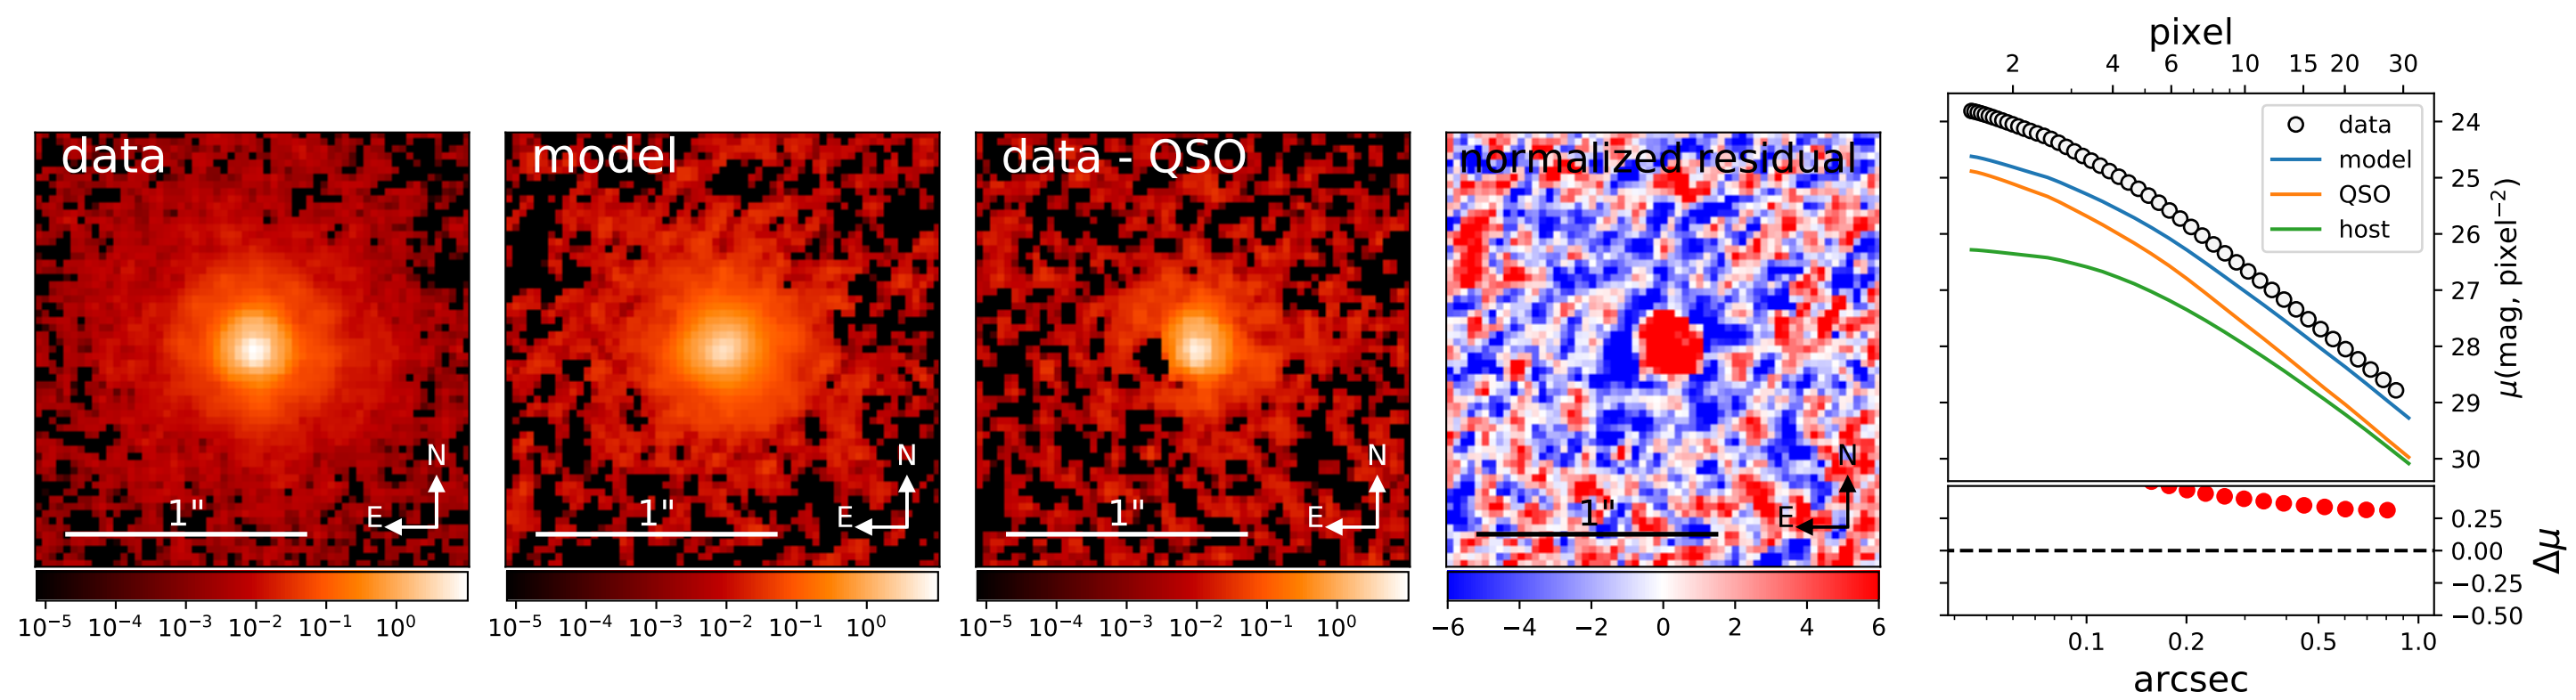 data
1"
N
E
10⁻⁵ 10⁻⁴ 10⁻³ 10⁻² 10⁻¹ 10⁰
model
1"
N
E
10⁻⁵ 10⁻⁴ 10⁻³ 10⁻² 10⁻¹ 10⁰
data - QSO
1"
N
E
10⁻⁵ 10⁻⁴ 10⁻³ 10⁻² 10⁻¹ 10⁰
normalized residual
1"
N
E
−6 −4 −2 0 2 4 6
pixel
2 4 6 10 15 20 30
data
model
QSO
host
24
25
26
27
28
29
30
μ(mag, pixel⁻²)
0.25
0.00
−0.25
−0.50
Δμ
0.1 0.2 0.5 1.0
arcsec